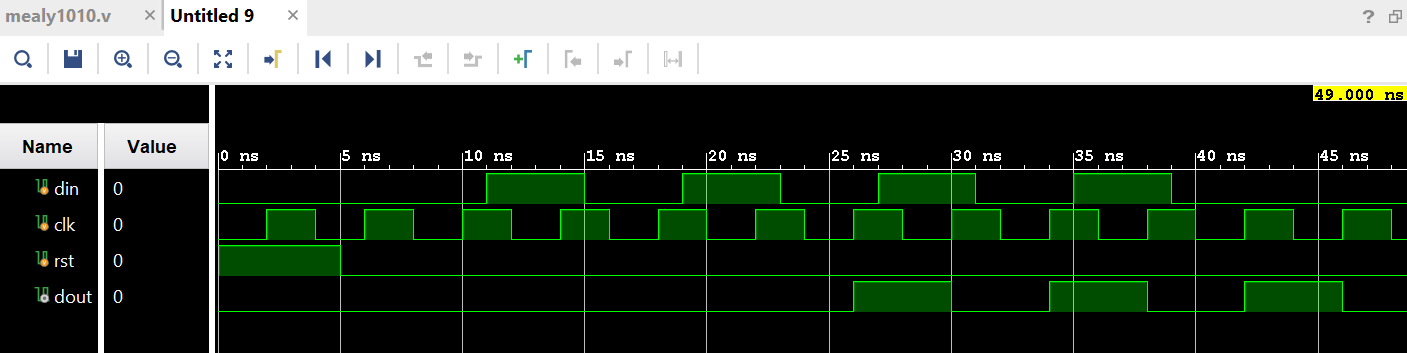 mealy1010.v × Untitled 9 × ?
49.000 ns
Name Value 0 ns 5 ns 10 ns 15 ns 20 ns 25 ns 30 ns 35 ns 40 ns 45 ns
din 0
clk 0
rst 0
dout 0